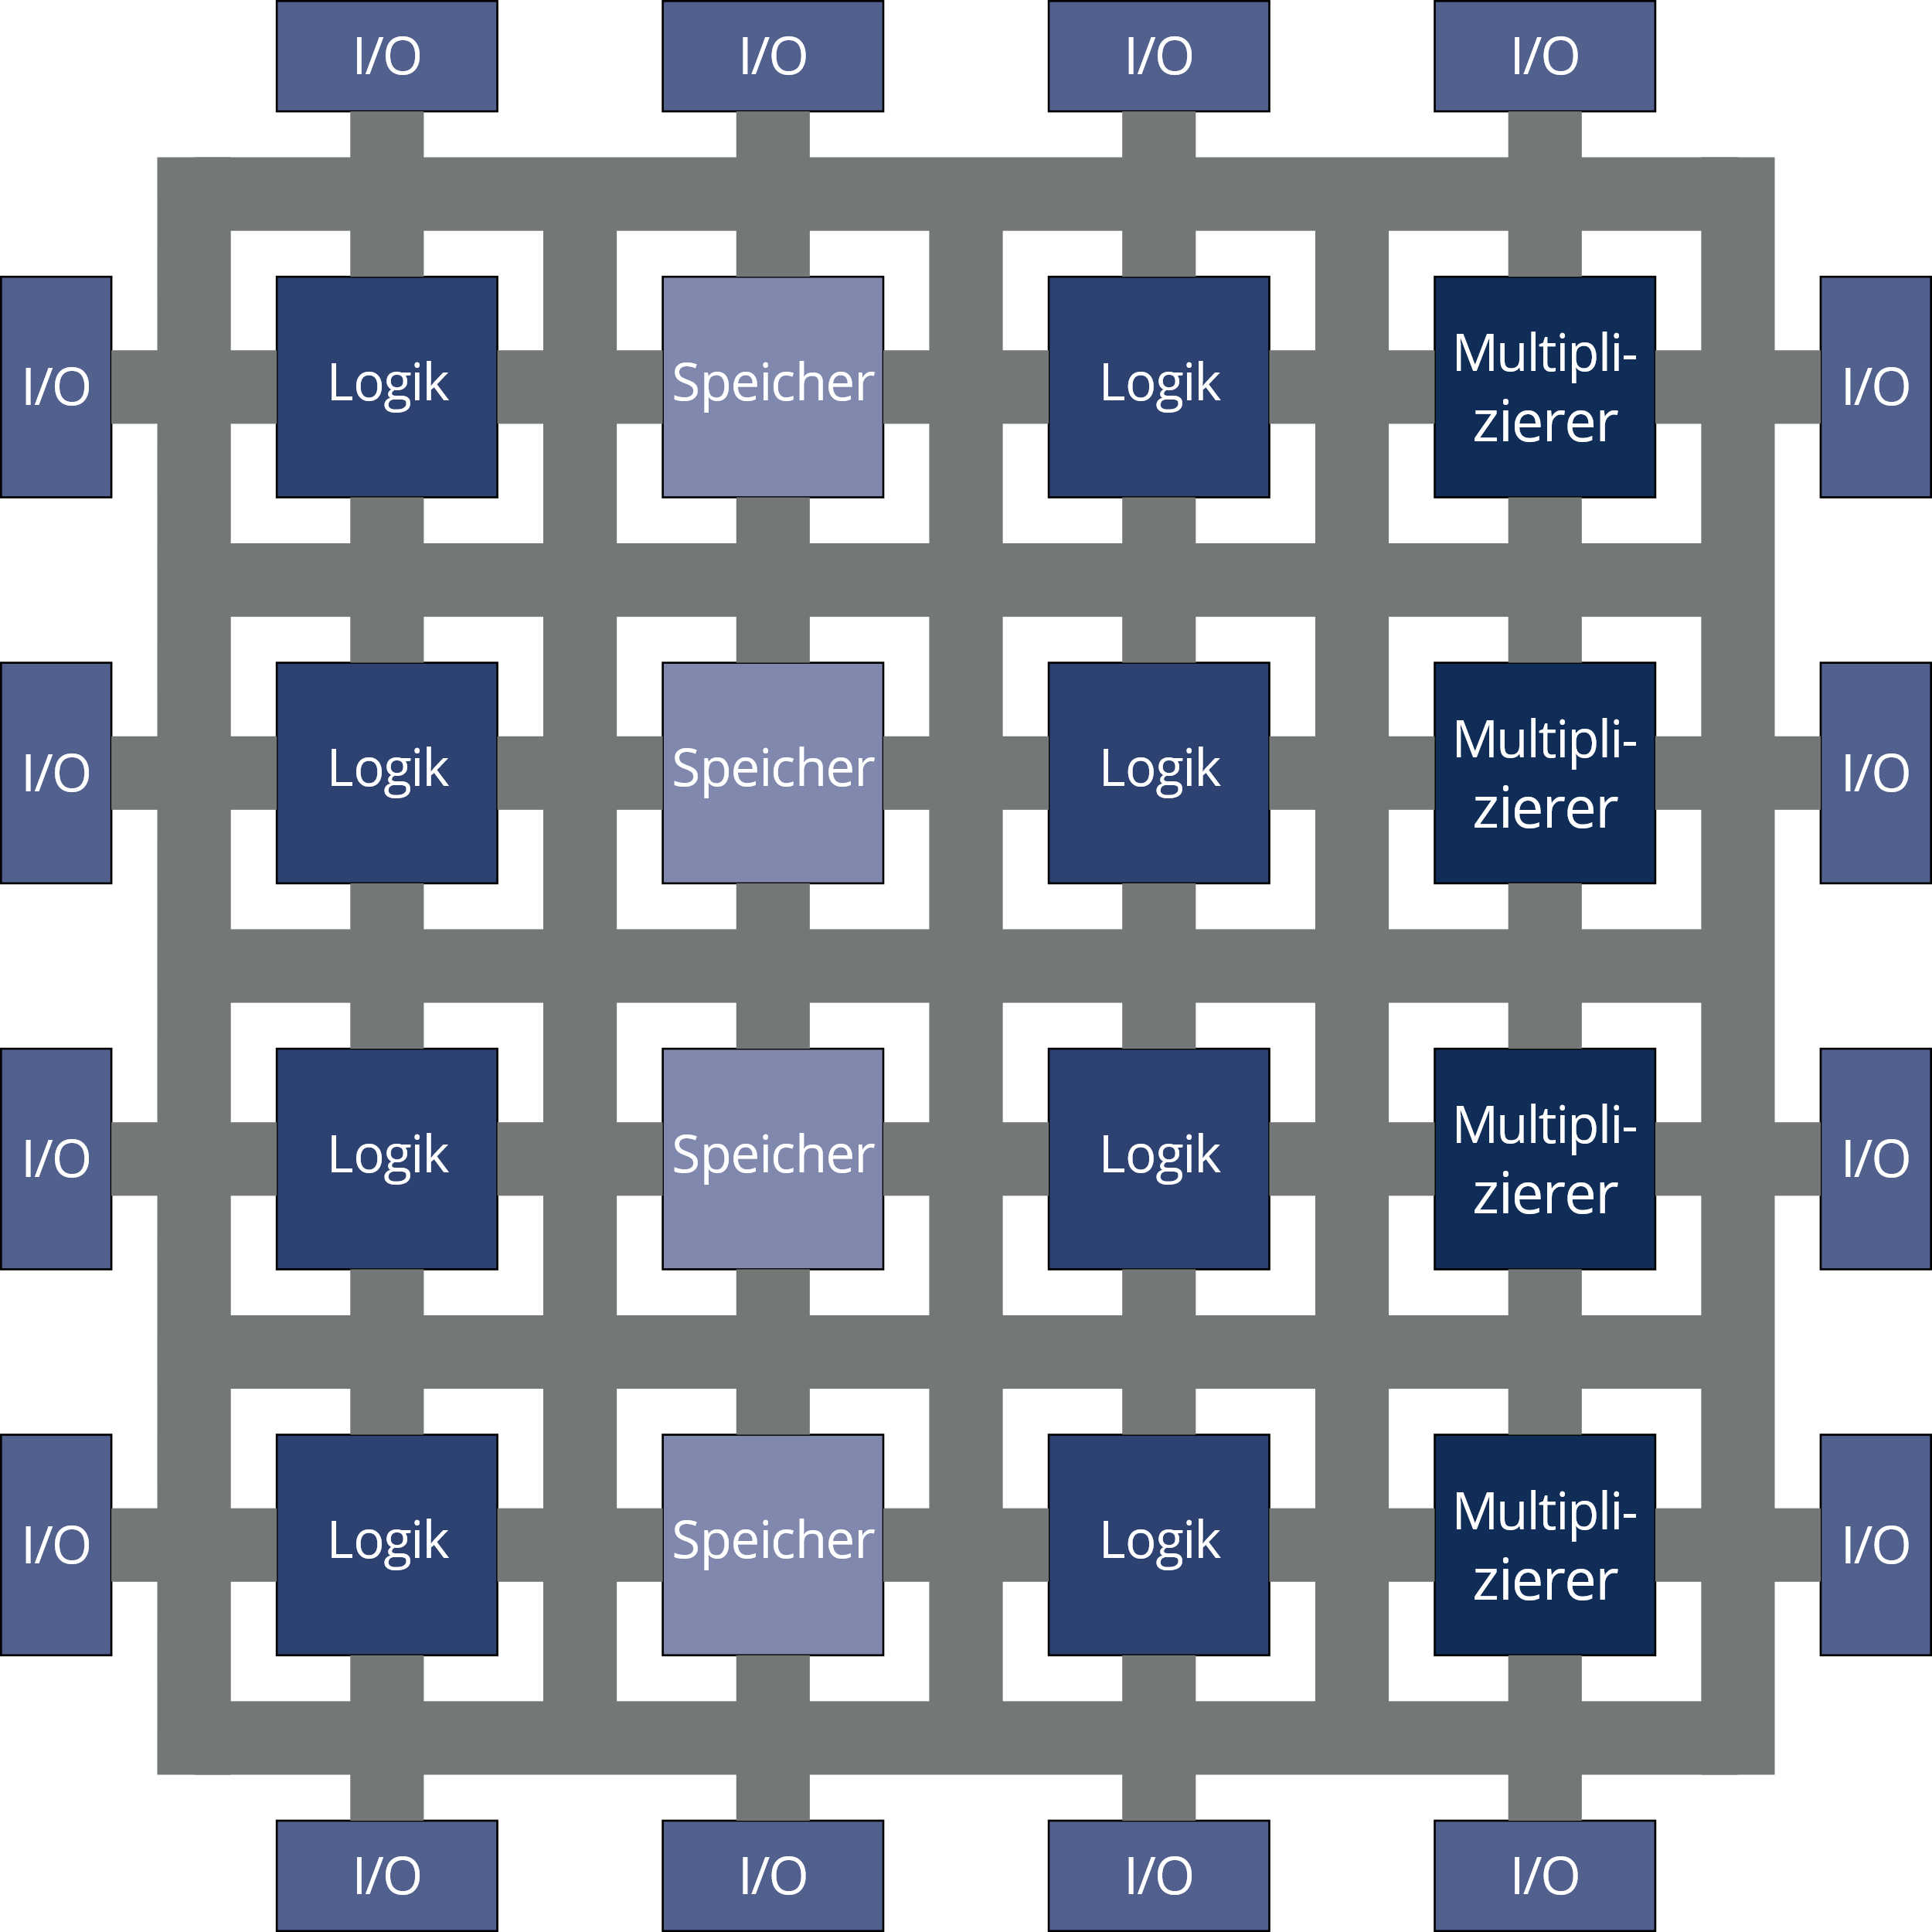 I/O
I/O
I/O
I/O
I/O
Logik
Speicher
Logik
Multipli-
zierer
I/O
I/O
Logik
Speicher
Logik
Multipli-
zierer
I/O
I/O
Logik
Speicher
Logik
Multipli-
zierer
I/O
I/O
Logik
Speicher
Logik
Multipli-
zierer
I/O
I/O
I/O
I/O
I/O